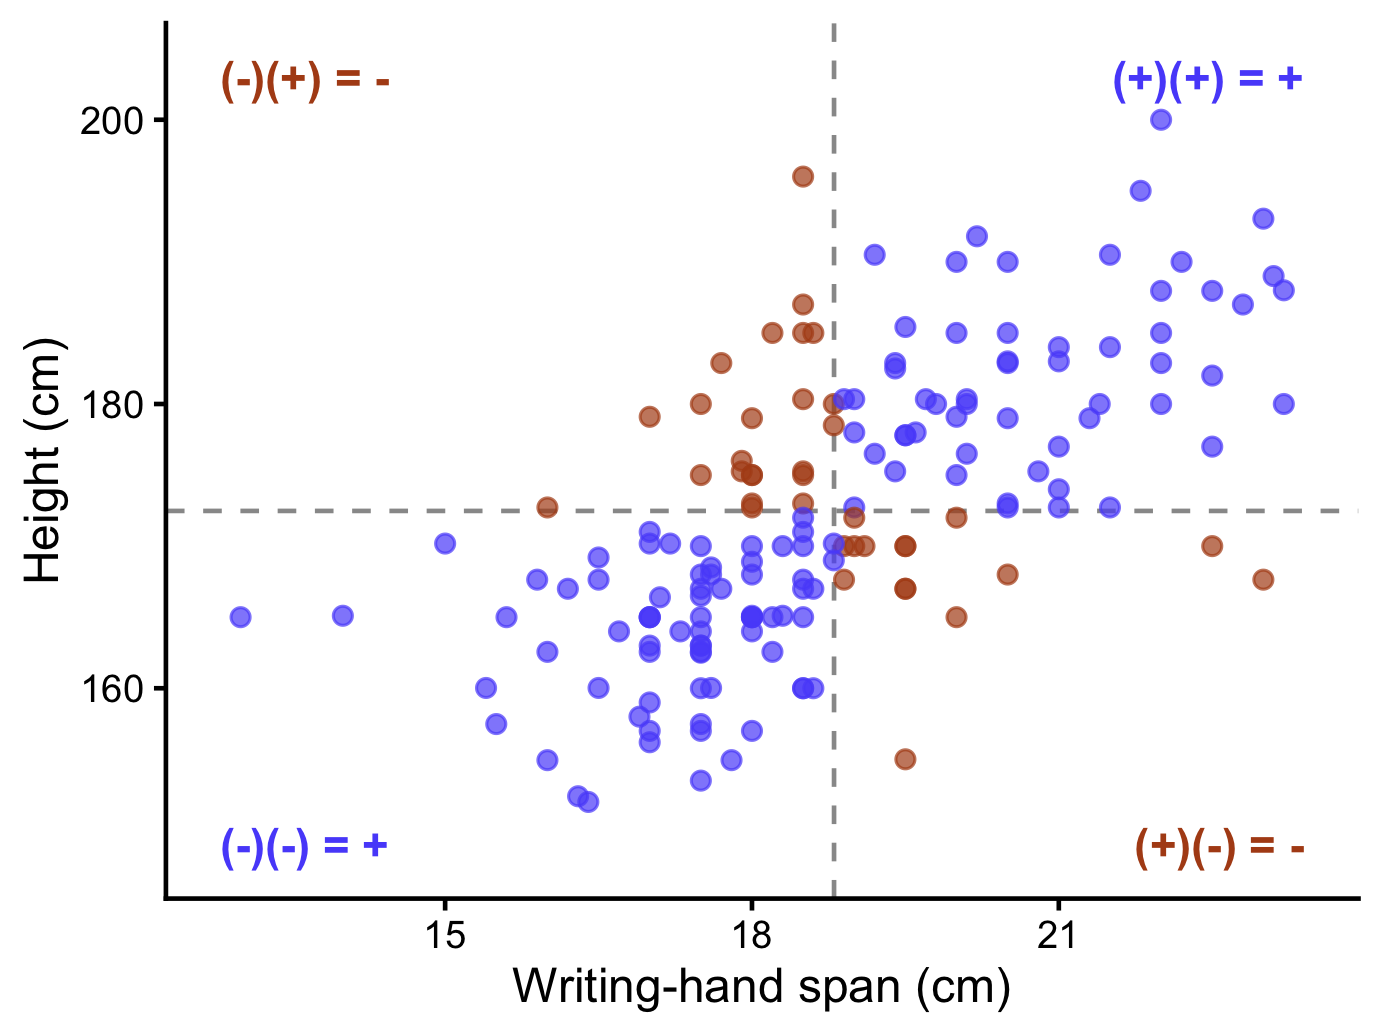 (-)(+) = -
(+)(+) = +
200
180
160
Height (cm)
(-)(-) = +
(+)(-) = -
15
18
21
Writing-hand span (cm)